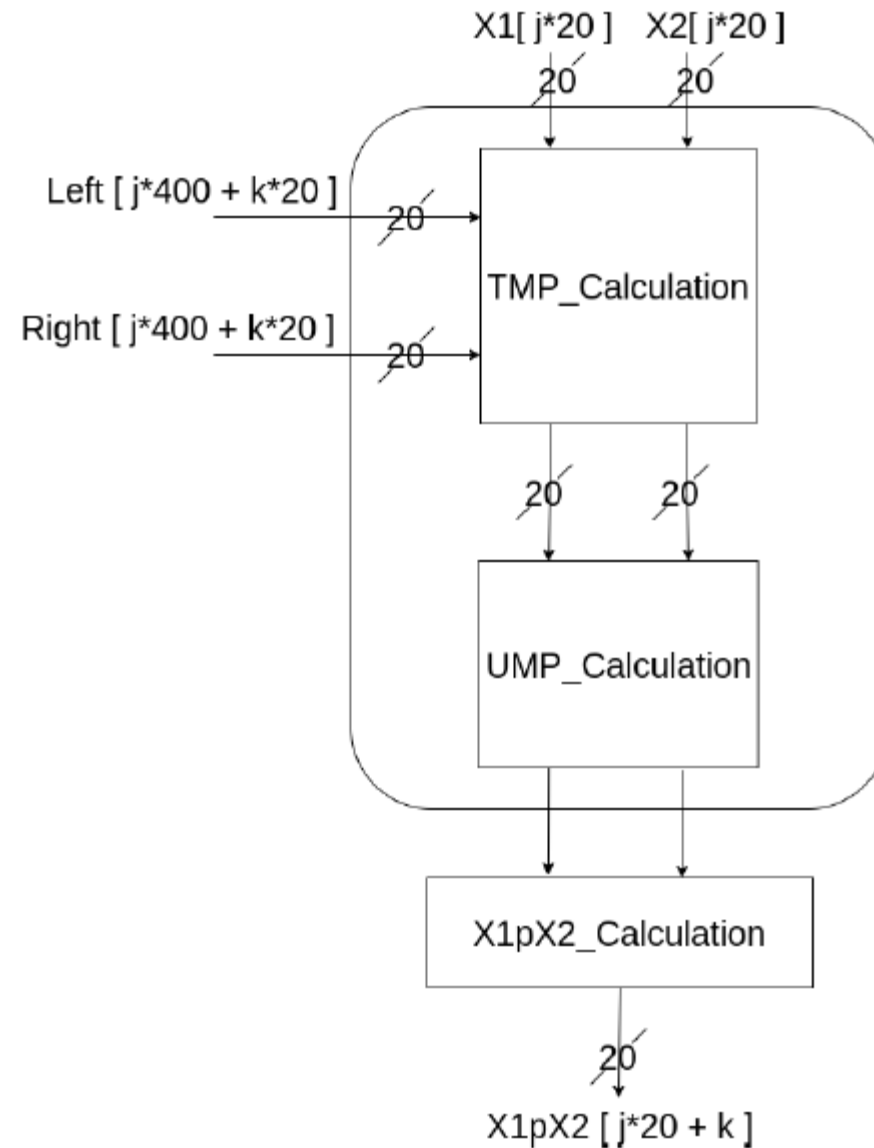 X1[ j*20 ] X2[ j*20 ]
20 20
Left [ j*400 + k*20 ]
20
TMP_Calculation
Right [ j*400 + k*20 ]
20
20 20
UMP_Calculation
X1pX2_Calculation
20
X1pX2 [ j*20 + k ]